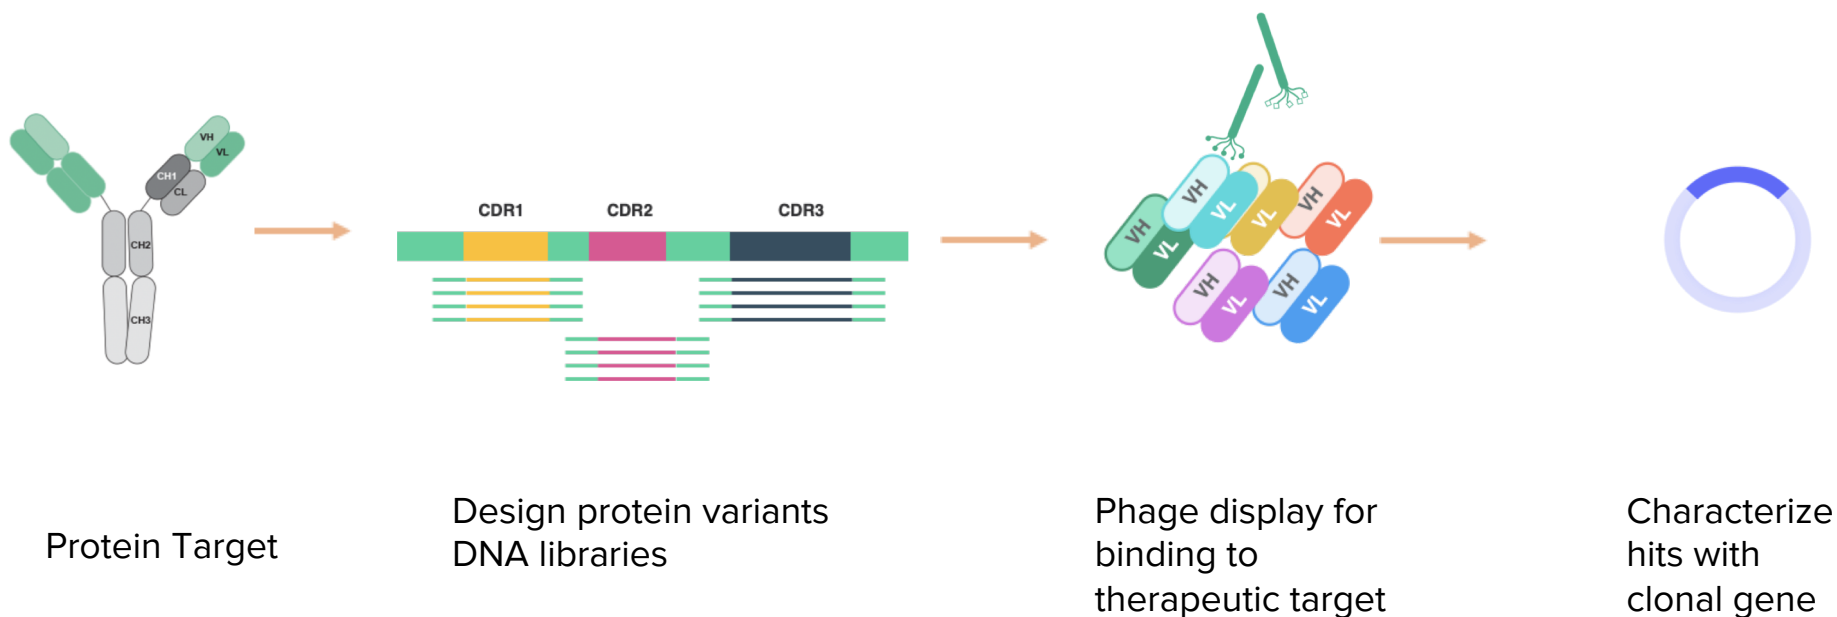 VH
VL
CH1
CL
CH2
CH3
CDR1 CDR2 CDR3
VH
VL
VH
VL
VL
VH
VL
VH
VL
VH
VL
Protein Target
Design protein variants
DNA libraries
Phage display for
binding to
therapeutic target
Characterize
hits with
clonal gene